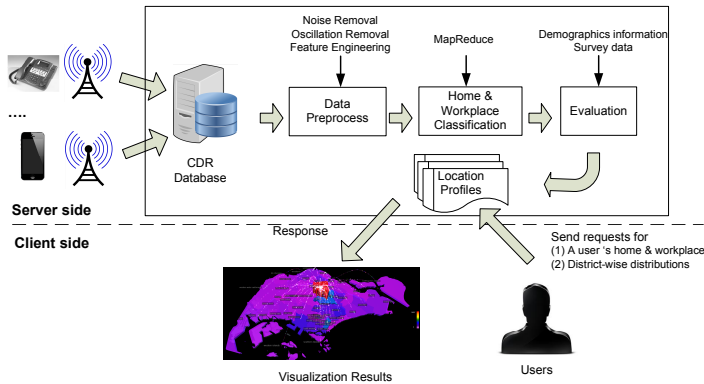 Noise Removal
Oscillation Removal
Feature Engineering
MapReduce
Demographics information
Survey data
....
CDR
Database
Data
Preprocess
Home &
Workplace
Classification
Evaluation
Location
Profiles
Server side
Client side
Response
Send requests for
(1) A user 's home & workplace
(2) District-wise distributions
Visualization Results
Users